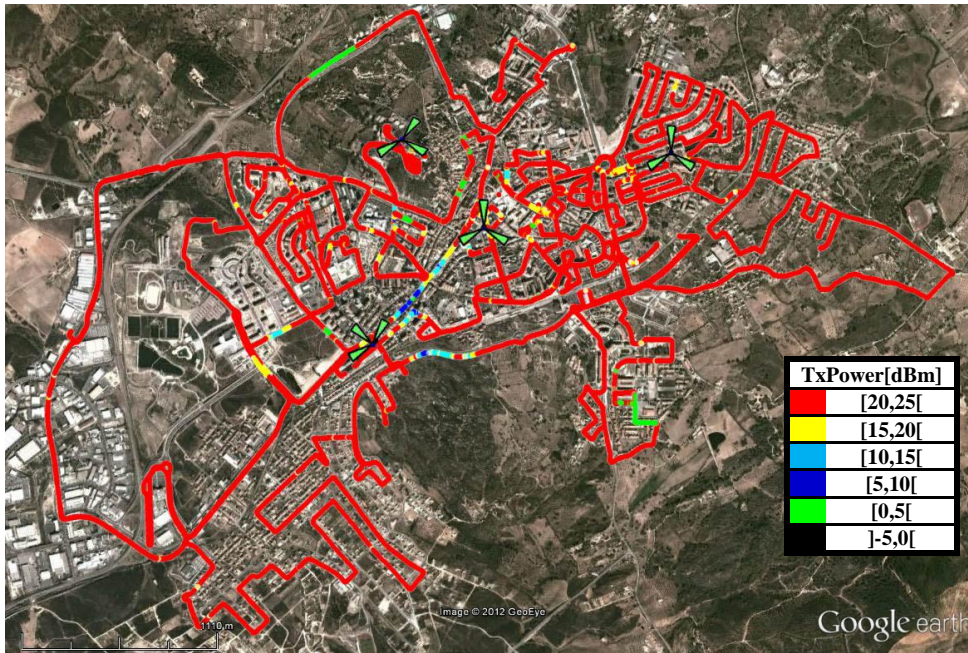 TxPower[dBm]
[20,25[
[15,20[
[10,15[
[5,10[
[0,5[
]-5,0[
Image © 2012 GeoEye
Google earth
1110 m